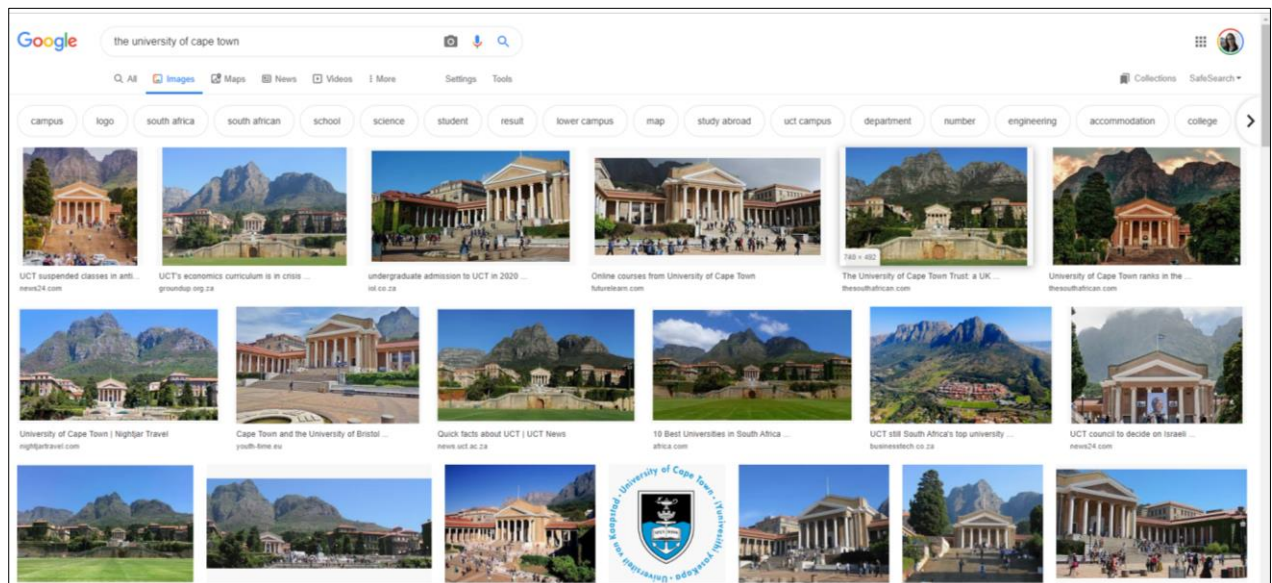 Google
the university of cape town
All Images Maps News Videos More Settings Tools
Collections SafeSearch
campus logo south africa south african school science student result lower campus map study abroad uct campus department number engineering accommodation college
740 × 492
UCT suspended classes in anti...
UCT's economics curriculum is in crisis ...
undergraduate admission to UCT in 2020 ...
Online courses from University of Cape Town
The University of Cape Town Trust: a UK ...
University of Cape Town ranks in the ...
news24.com
groundup.org.za
iol.co.za
futurelearn.com
thesouthafrican.com
thesouthafrican.com
University of Cape Town | Nightjar Travel
Cape Town and the University of Bristol ...
Quick facts about UCT | UCT News
10 Best Universities in South Africa ...
UCT still South Africa's top university ...
UCT council to decide on Israeli ...
nightjartravel.com
youth-time.eu
news.uct.ac.za
africa.com
businesstech.co.za
news24.com
University of Cape Town · iYunivesithi yaseKapa · Universiteit van Kaapstad